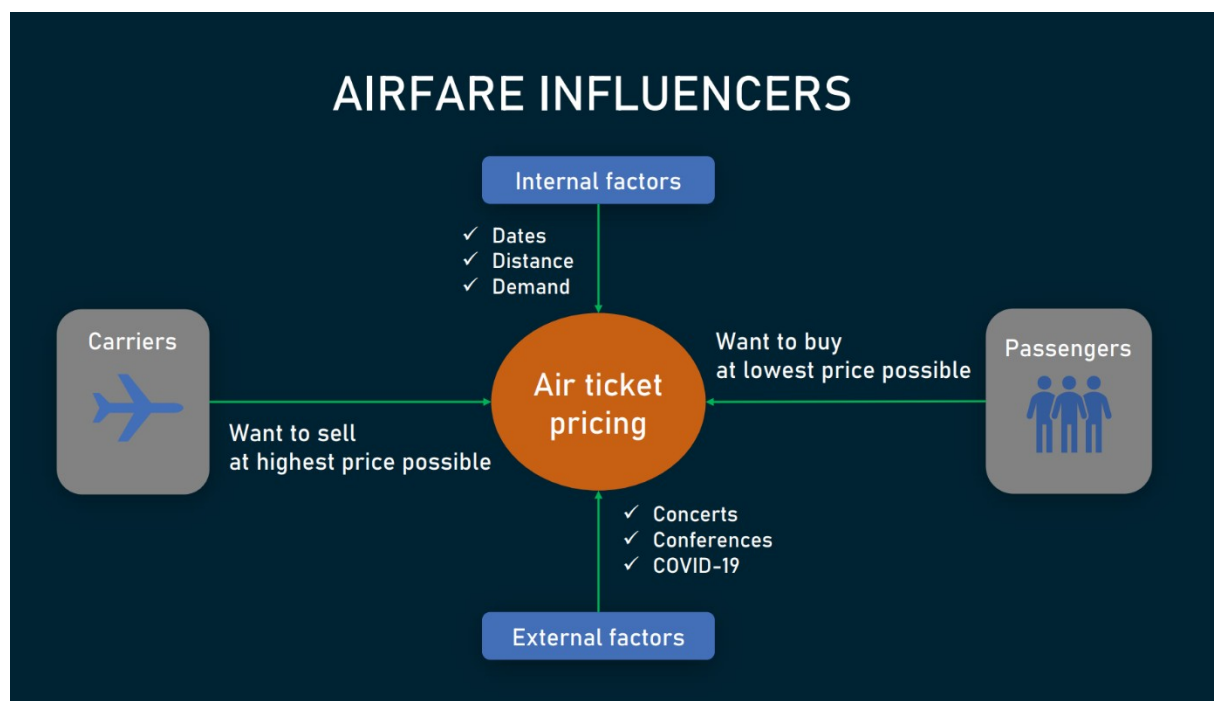 AIRFARE INFLUENCERS
Internal factors
✓ Dates
✓ Distance
✓ Demand
Carriers
Want to sell
at highest price possible
Air ticket
pricing
Want to buy
at lowest price possible
Passengers
✓ Concerts
✓ Conferences
✓ COVID-19
External factors